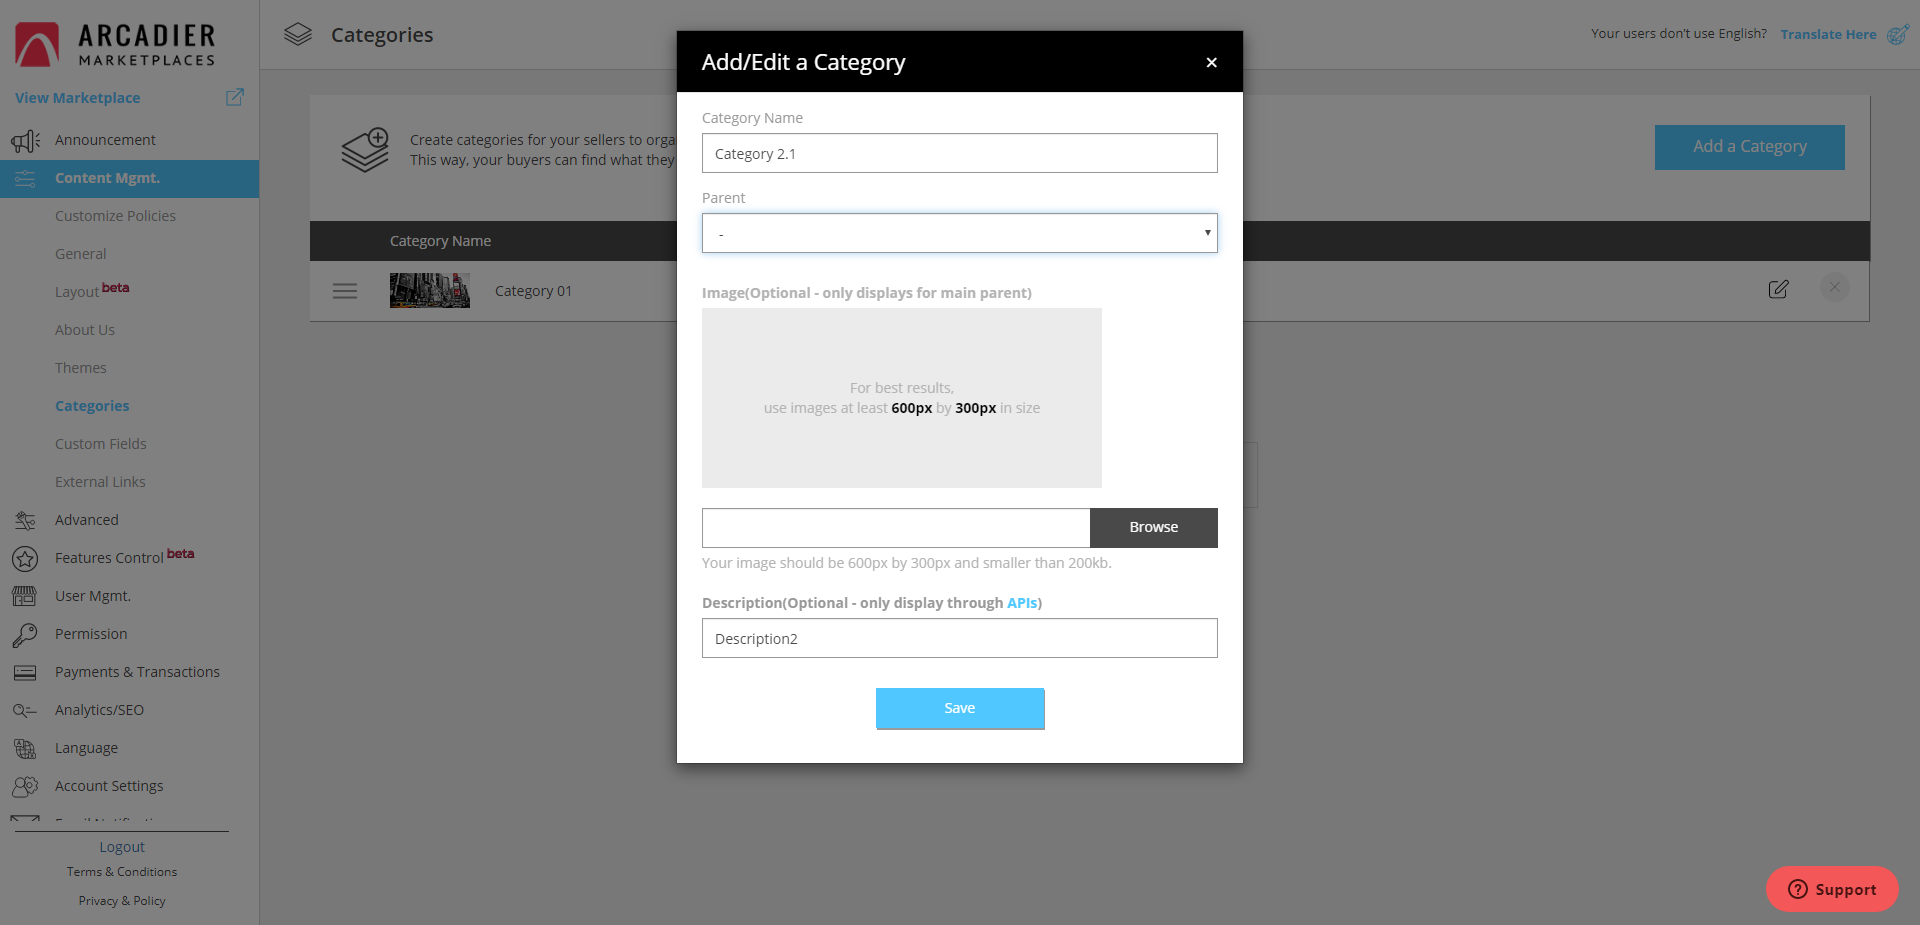 ARCADIER
MARKETPLACES
View Marketplace
Announcement
Content Mgmt.
Customize Policies
General
Layout beta
About Us
Themes
Categories
Custom Fields
External Links
Advanced
Features Control beta
User Mgmt.
Permission
Payments & Transactions
Analytics/SEO
Language
Account Settings
Logout
Terms & Conditions
Privacy & Policy
Categories
Your users don't use English? Translate Here
Create categories for your sellers to orga
This way, your buyers can find what they
Add a Category
Category Name
Category 01
Add/Edit a Category
×
Category Name
Category 2.1
Parent
-
Image(Optional - only displays for main parent)
For best results,
use images at least 600px by 300px in size
Browse
Your image should be 600px by 300px and smaller than 200kb.
Description(Optional - only display through APIs)
Description2
Save
Support